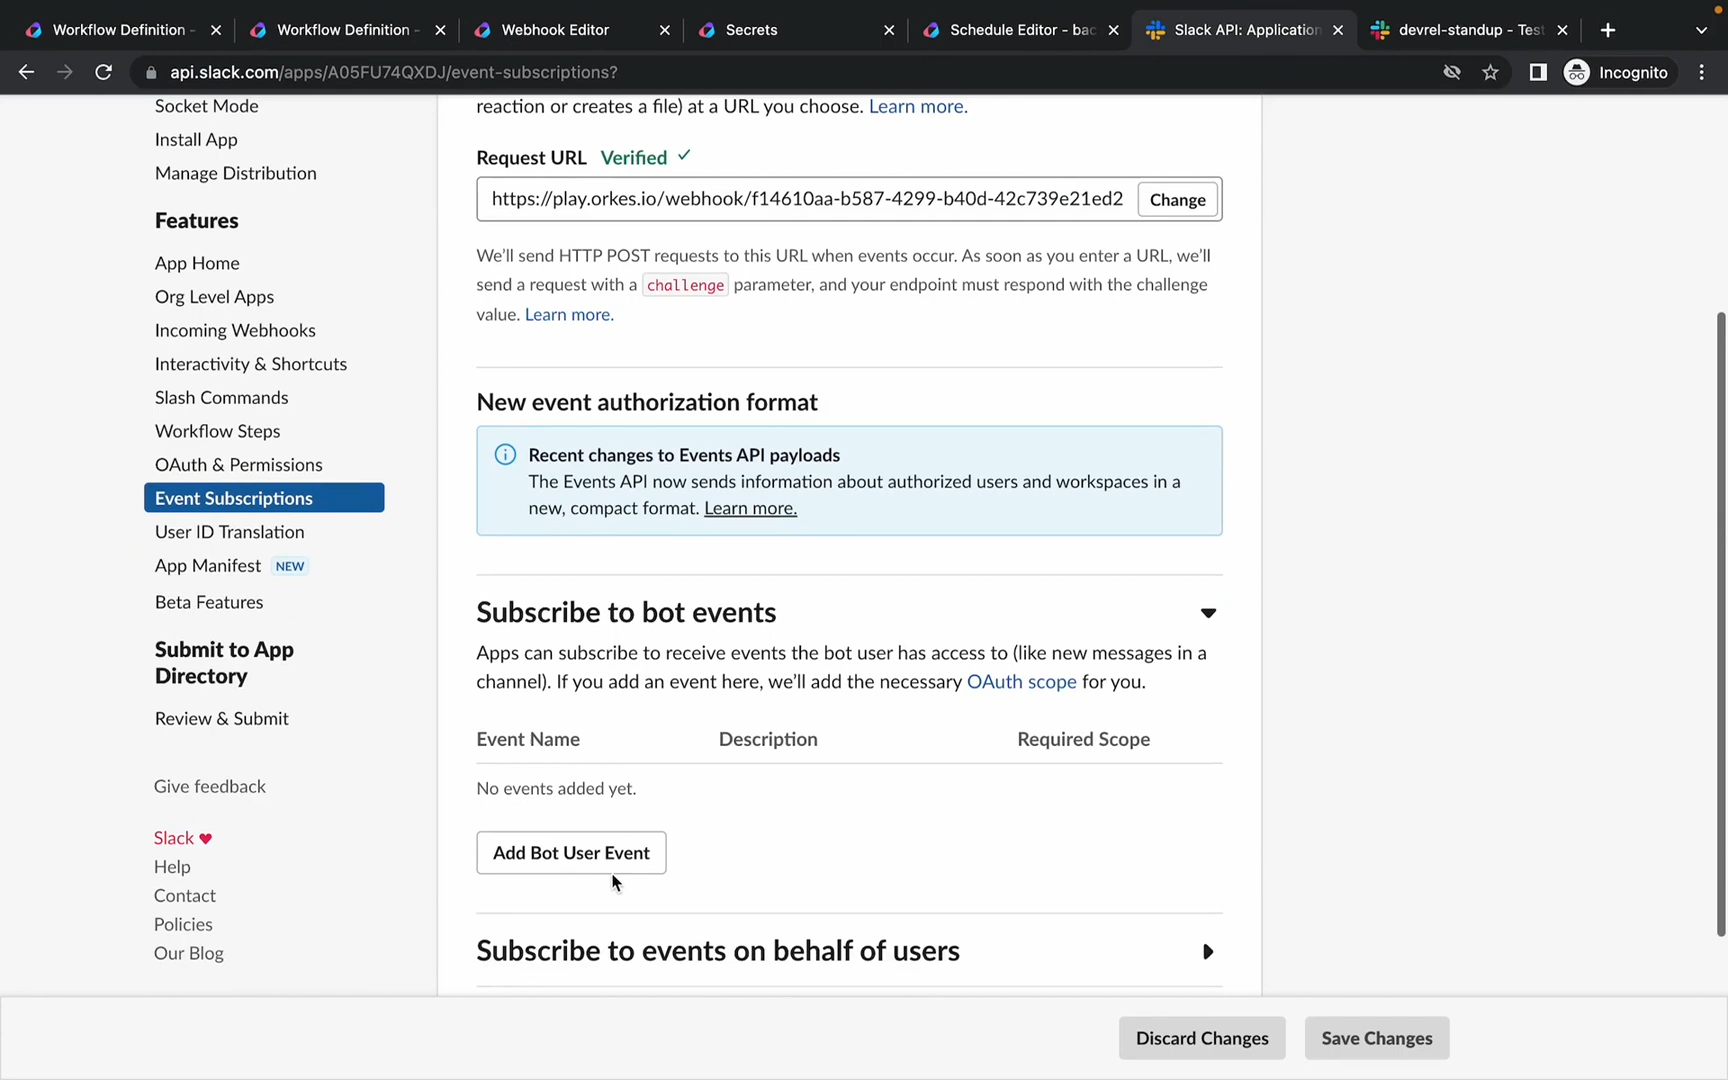 Workflow Definition -
Workflow Definition -
Webhook Editor
Secrets
Schedule Editor - bac
Slack API: Application
devrel-standup - Test
api.slack.com/apps/A05FU74QXDJ/event-subscriptions?
Incognito
Socket Mode
Install App
Manage Distribution
Features
App Home
Org Level Apps
Incoming Webhooks
Interactivity & Shortcuts
Slash Commands
Workflow Steps
OAuth & Permissions
Event Subscriptions
User ID Translation
App Manifest NEW
Beta Features
Submit to App
Directory
Review & Submit
Give feedback
Slack ♥
Help
Contact
Policies
Our Blog
reaction or creates a file) at a URL you choose. Learn more.
Request URL Verified ✓
https://play.orkes.io/webhook/f14610aa-b587-4299-b40d-42c739e21ed2 Change
We’ll send HTTP POST requests to this URL when events occur. As soon as you enter a URL, we’ll
send a request with a challenge parameter, and your endpoint must respond with the challenge
value. Learn more.
New event authorization format
Recent changes to Events API payloads
The Events API now sends information about authorized users and workspaces in a
new, compact format. Learn more.
Subscribe to bot events
Apps can subscribe to receive events the bot user has access to (like new messages in a
channel). If you add an event here, we’ll add the necessary OAuth scope for you.
Event Name Description Required Scope
No events added yet.
Add Bot User Event
Subscribe to events on behalf of users
Discard Changes Save Changes